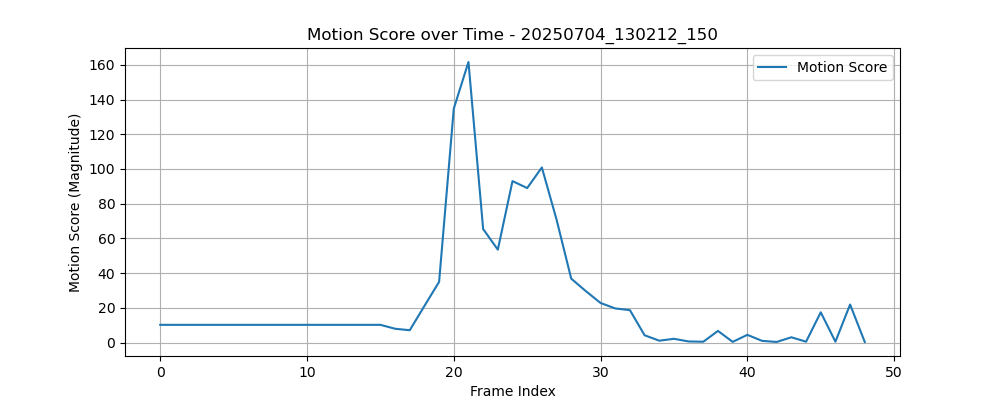 Motion Score over Time - 20250704_130212_150
Motion Score
Motion Score (Magnitude)
160
140
120
100
80
60
40
20
0
0 10 20 30 40 50
Frame Index